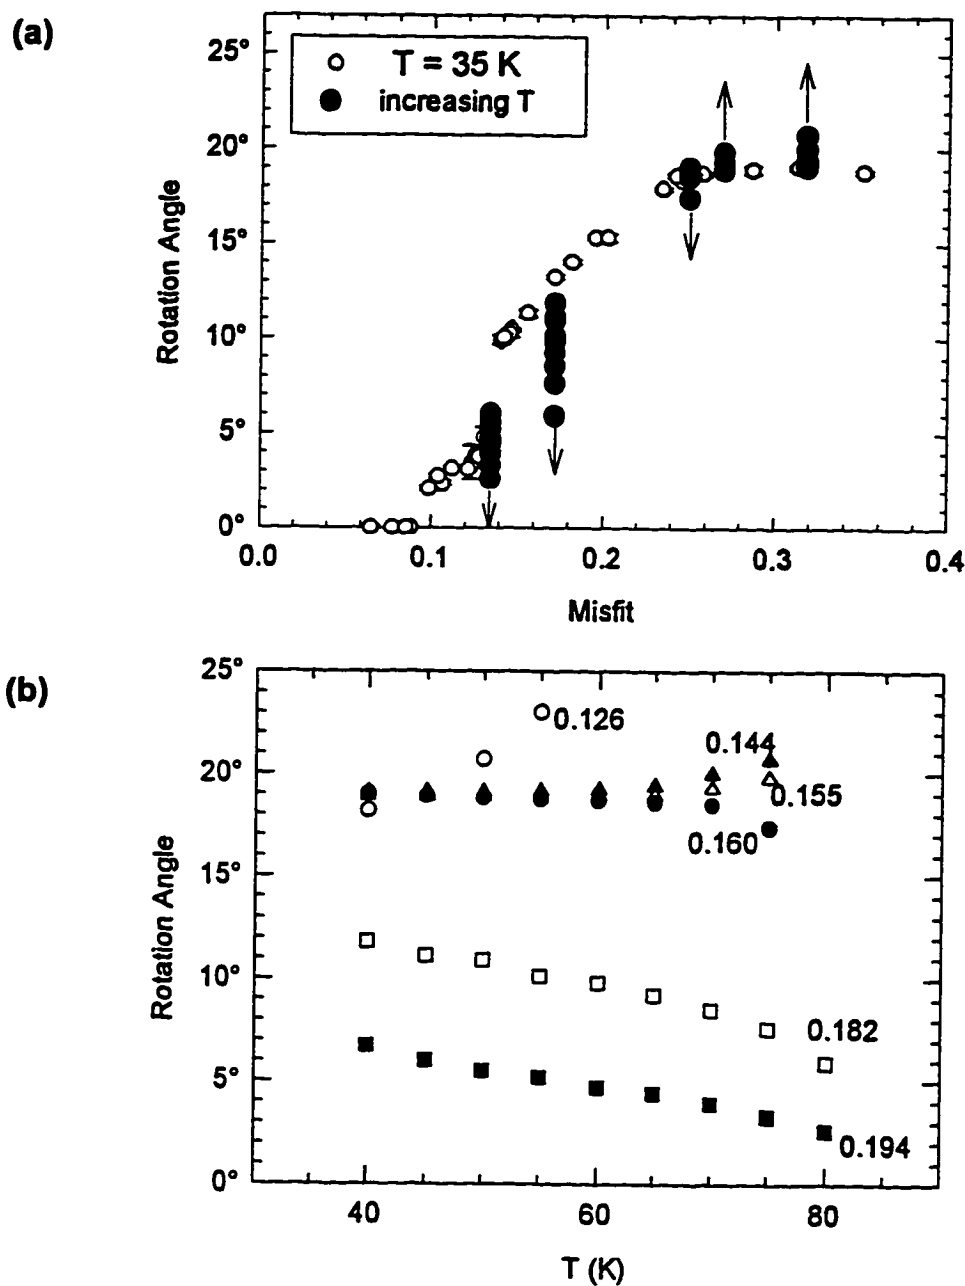 (a)
25°
20°
15°
10°
5°
0°
Rotation Angle
T = 35 K
increasing T
0.0 0.1 0.2 0.3 0.4
Misfit
(b)
25°
20°
15°
10°
5°
0°
Rotation Angle
0.126
0.144
0.155
0.160
0.182
0.194
40 60 80
T (K)